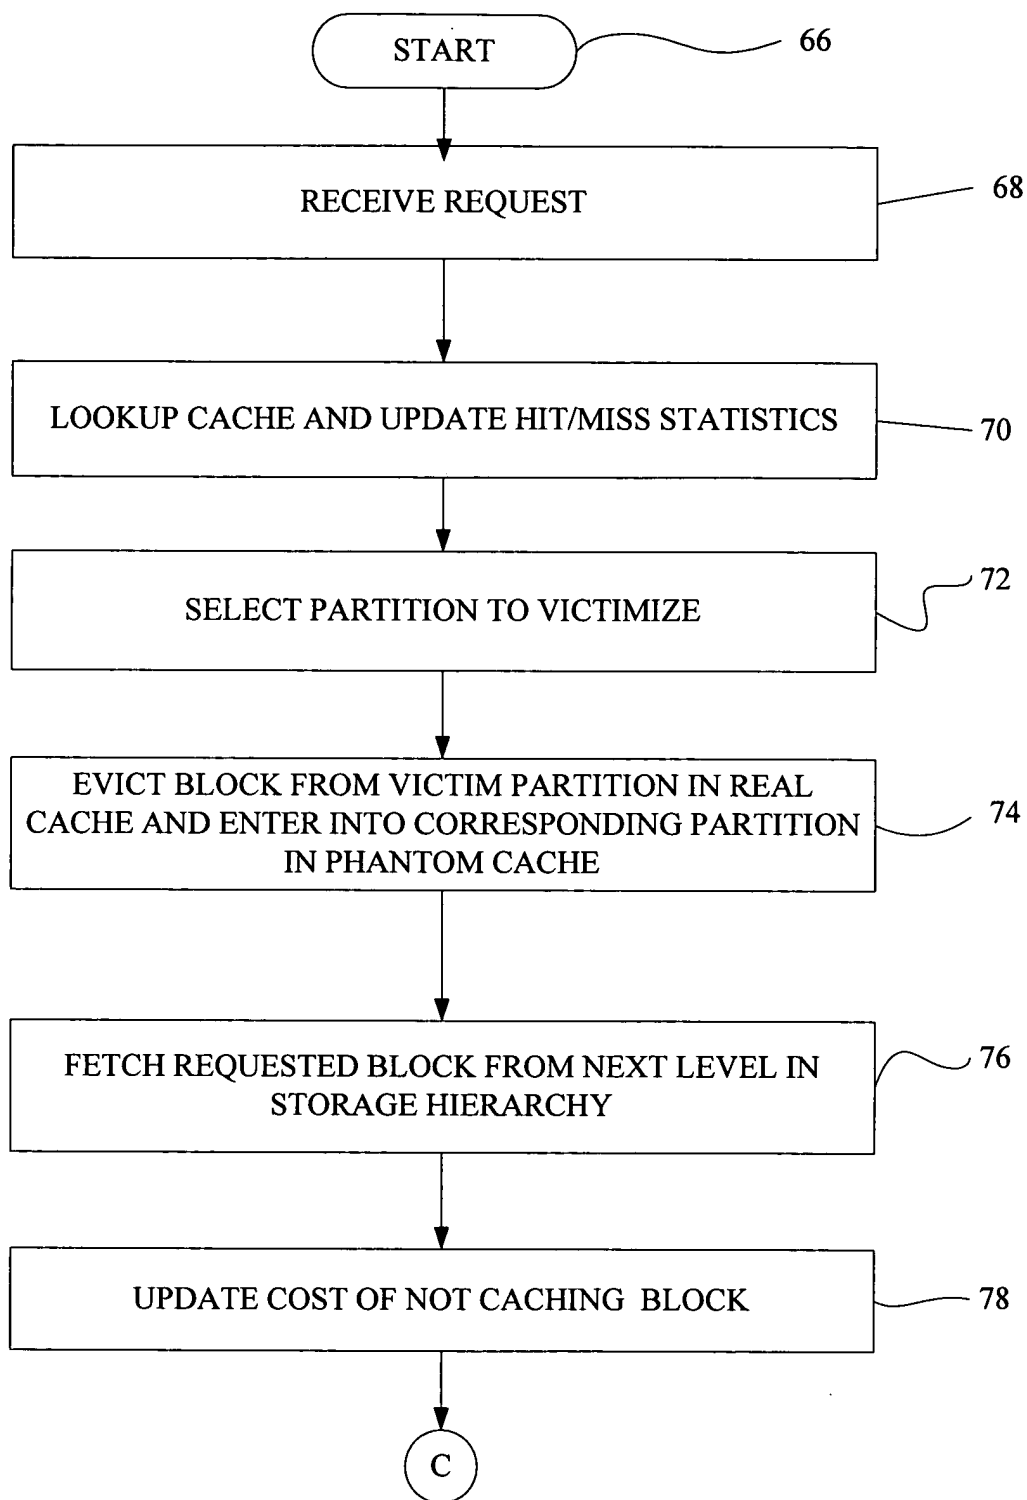 START
66
RECEIVE REQUEST
68
LOOKUP CACHE AND UPDATE HIT/MISS STATISTICS
70
SELECT PARTITION TO VICTIMIZE
72
EVICT BLOCK FROM VICTIM PARTITION IN REAL
CACHE AND ENTER INTO CORRESPONDING PARTITION
IN PHANTOM CACHE
74
FETCH REQUESTED BLOCK FROM NEXT LEVEL IN
STORAGE HIERARCHY
76
UPDATE COST OF NOT CACHING BLOCK
78
C